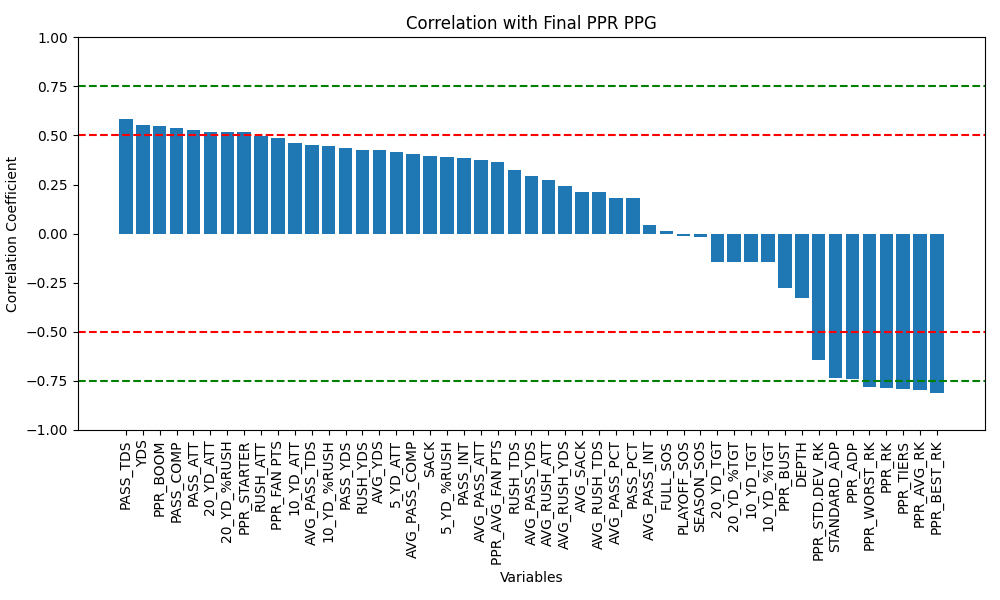 Correlation with Final PPR PPG
Correlation Coefficient
1.00
0.75
0.50
0.25
0.00
−0.25
−0.50
−0.75
−1.00
PASS_TDS
YDS
PPR_BOOM
PASS_COMP
PASS_ATT
20_YD_ATT
20_YD_%RUSH
PPR_STARTER
RUSH_ATT
PPR_FAN PTS
10_YD_ATT
AVG_PASS_TDS
10_YD_%RUSH
PASS_YDS
RUSH_YDS
AVG_YDS
5_YD_ATT
AVG_PASS_COMP
SACK
5_YD_%RUSH
PASS_INT
AVG_PASS_ATT
PPR_AVG_FAN PTS
RUSH_TDS
AVG_PASS_YDS
AVG_RUSH_ATT
AVG_RUSH_YDS
AVG_SACK
AVG_RUSH_TDS
AVG_PASS_PCT
PASS_PCT
AVG_PASS_INT
FULL_SOS
PLAYOFF_SOS
SEASON_SOS
20_YD_TGT
20_YD_%TGT
10_YD_TGT
10_YD_%TGT
PPR_BUST
DEPTH
PPR_STD.DEV_RK
STANDARD_ADP
PPR_ADP
PPR_WORST_RK
PPR_RK
PPR_TIERS
PPR_AVG_RK
PPR_BEST_RK
Variables